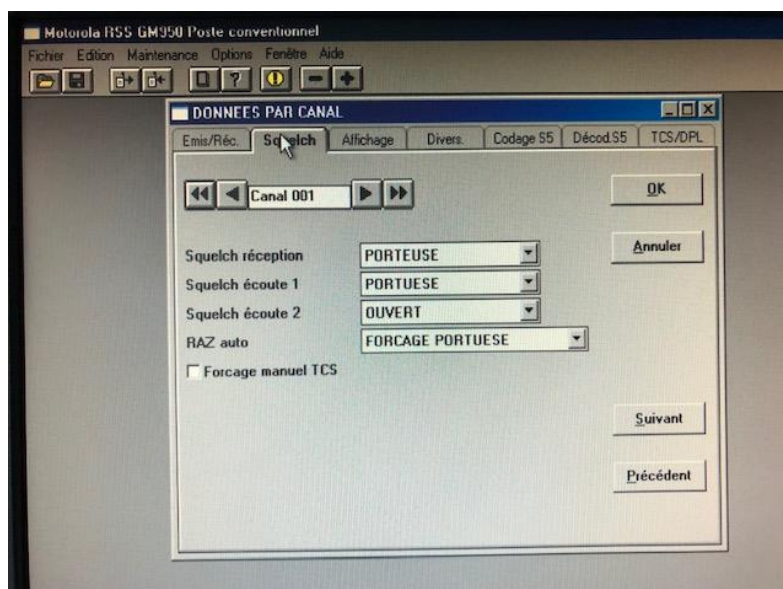 Motorola RSS GM950 Poste conventionnel
Fichier Edition Maintenance Options Fenêtre Aide
DONNEES PAR CANAL
Emis/Réc. Squelch Affichage Divers. Codage S5 Décod.S5 TCS/DPL
Canal 001
OK
Annuler
Squelch réception PORTEUSE
Squelch écoute 1 PORTUESE
Squelch écoute 2 OUVERT
RAZ auto FORCAGE PORTUESE
Forcage manuel TCS
Suivant
Précédent